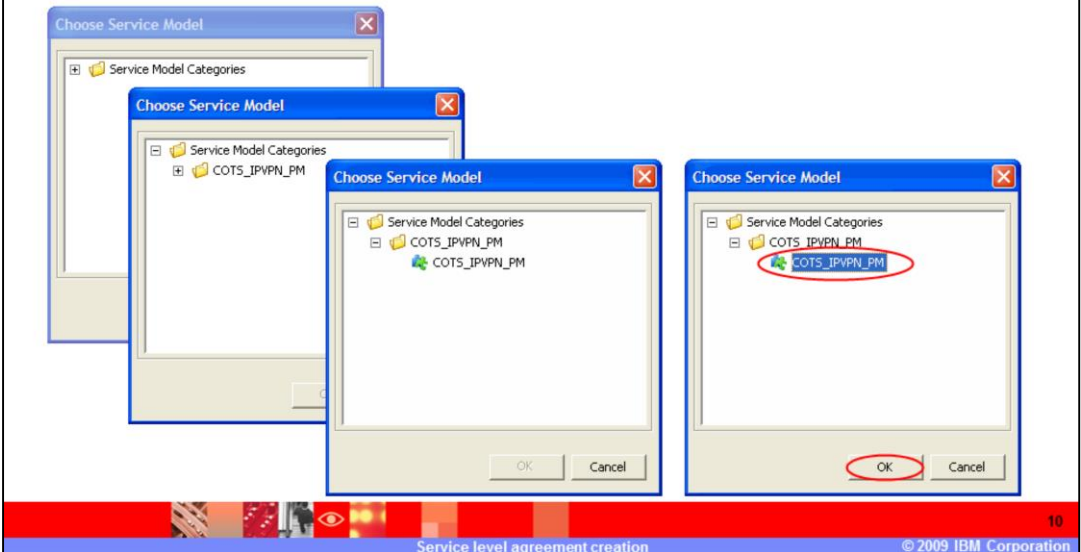 Choose Service Model
Service Model Categories
Choose Service Model
Service Model Categories
COTS_IPVPN_PM
Choose Service Model
Service Model Categories
COTS_IPVPN_PM
COTS_IPVPN_PM
OK Cancel
Choose Service Model
Service Model Categories
COTS_IPVPN_PM
COTS_IPVPN_PM
OK Cancel
10
Service level agreement creation © 2009 IBM Corporation